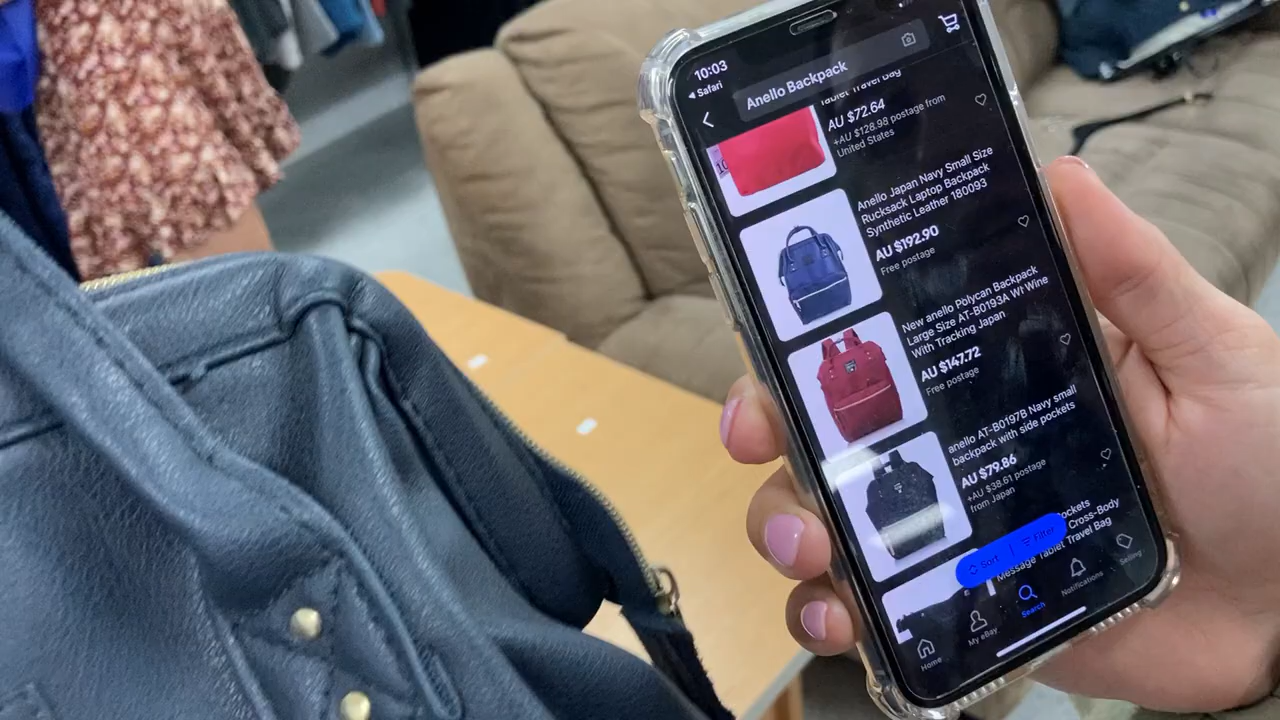 10:03
Safari
Anello Backpack
Tablet Travel Bag
AU $72.64
+AU $128.98 postage from
United States
Anello Japan Navy Small Size
Rucksack Laptop Backpack
Synthetic Leather 180093
AU $192.90
Free postage
New anello Polycan Backpack
Large Size AT-B0193A Wt Wine
With Tracking Japan
AU $147.72
Free postage
anello AT-B0197B Navy small
backpack with side pockets
AU $79.86
+AU $38.61 postage
from Japan
Pockets
Cross-Body
Message Tablet Travel Bag
Sort
Filter
Home
My eBay
Search
Notifications
Selling